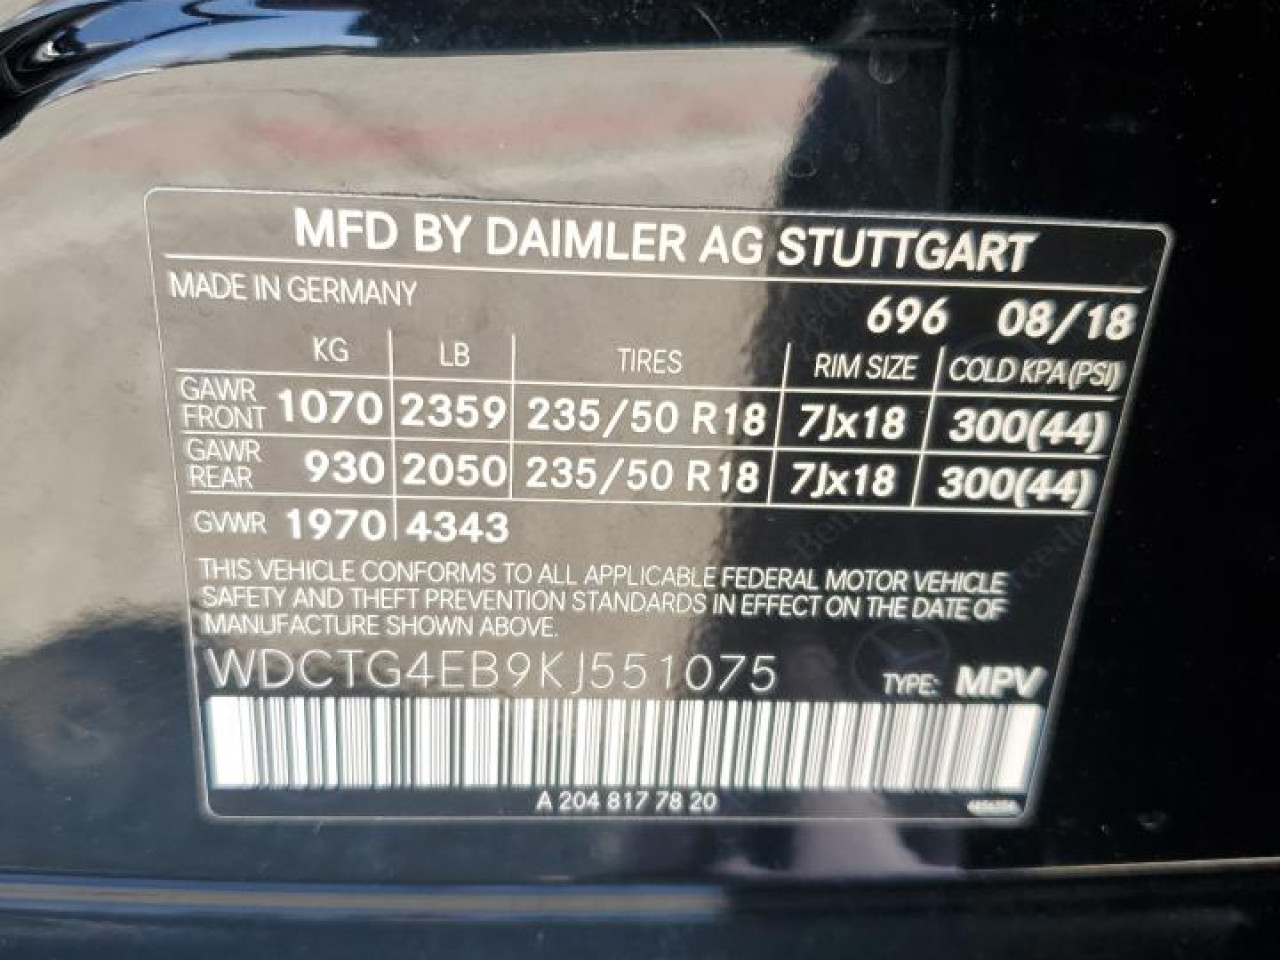 MFD BY DAIMLER AG STUTTGART
MADE IN GERMANY
696 08/18
KG LB TIRES RIM SIZE COLD KPA(PSI)
GAWR FRONT 1070 2359 235/50 R18 7Jx18 300(44)
GAWR REAR 930 2050 235/50 R18 7Jx18 300(44)
GVWR 1970 4343
THIS VEHICLE CONFORMS TO ALL APPLICABLE FEDERAL MOTOR VEHICLE
SAFETY AND THEFT PREVENTION STANDARDS IN EFFECT ON THE DATE OF
MANUFACTURE SHOWN ABOVE.
WDCTG4EB9KJ551075 TYPE: MPV
A 204 817 78 20